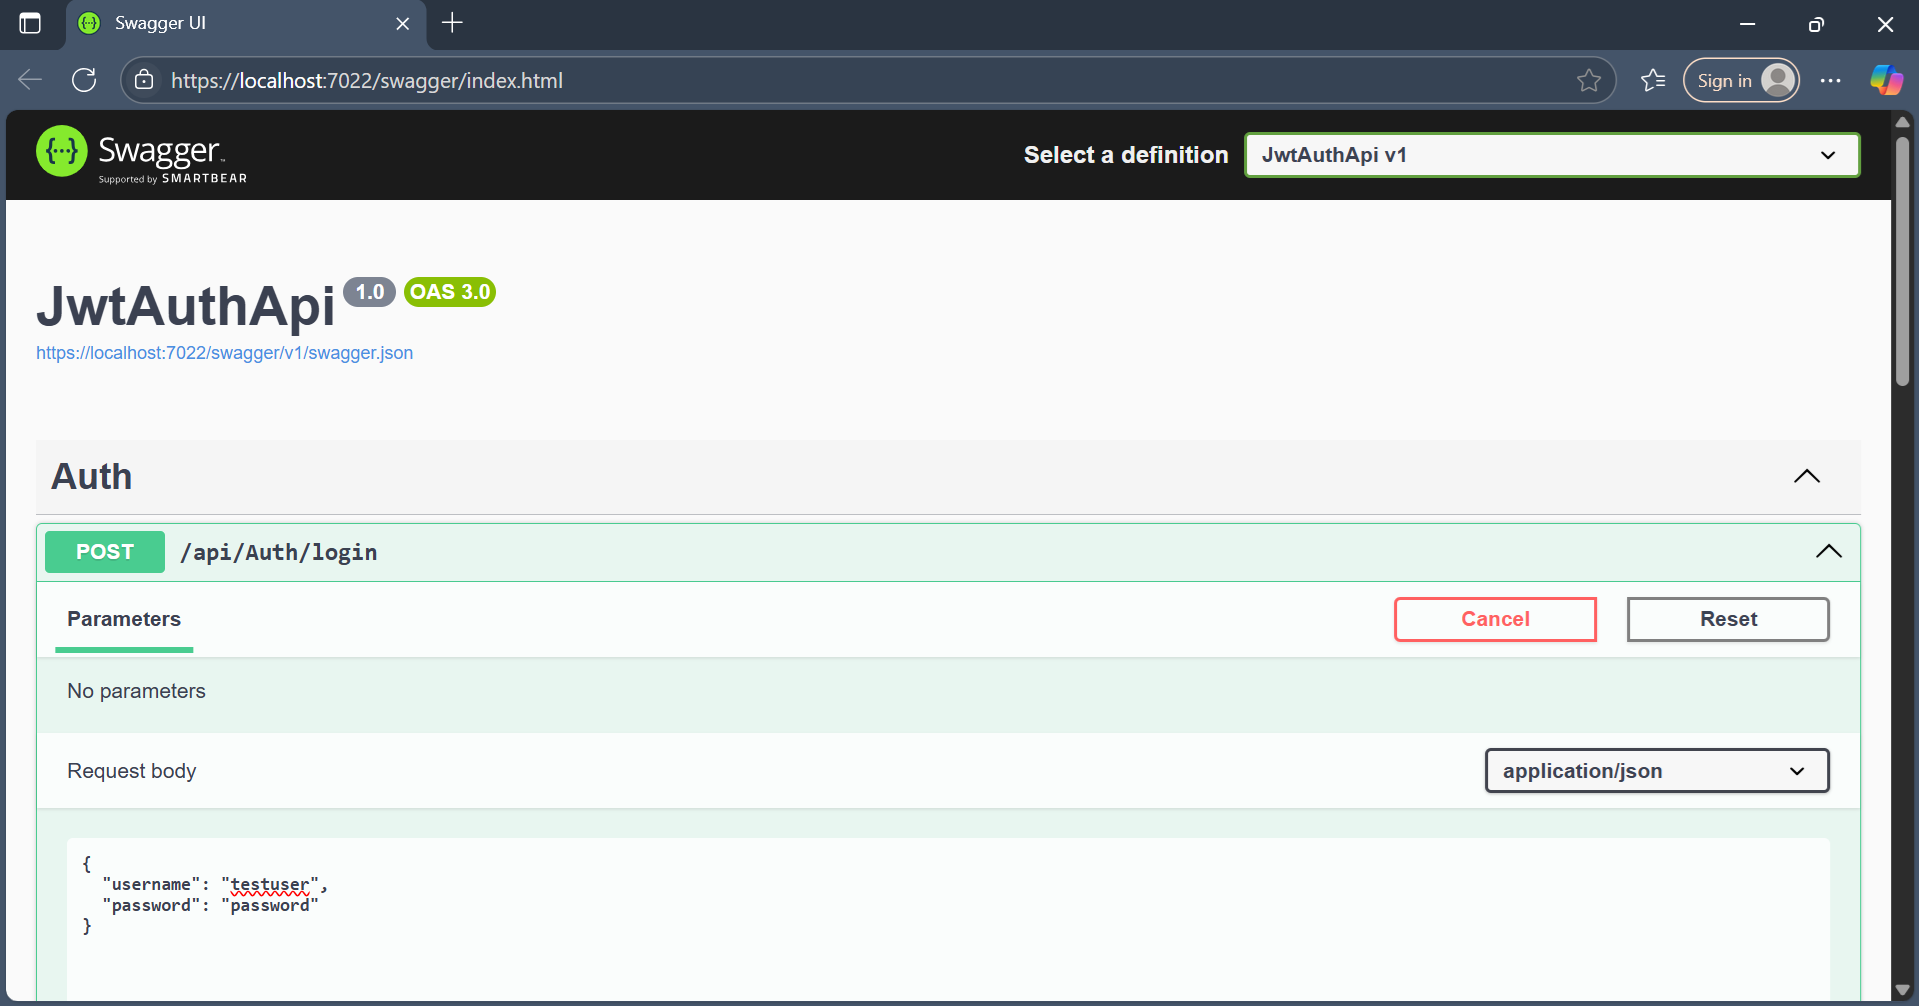 Swagger UI
https://localhost:7022/swagger/index.html
Sign in
Swagger
Supported by SMARTBEAR
Select a definition
JwtAuthApi v1
JwtAuthApi 1.0 OAS 3.0
https://localhost:7022/swagger/v1/swagger.json
Auth
POST /api/Auth/login
Parameters
Cancel
Reset
No parameters
Request body
application/json
{
"username": "testuser",
"password": "password"
}